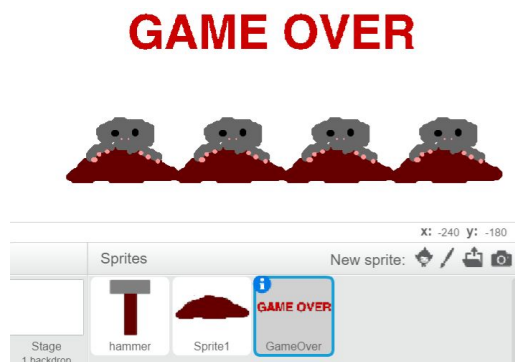 GAME OVER
X: -240 y: -180
Sprites
New sprite:
GAME OVER
Stage
1 backdrop
hammer
Sprite1
GameOver